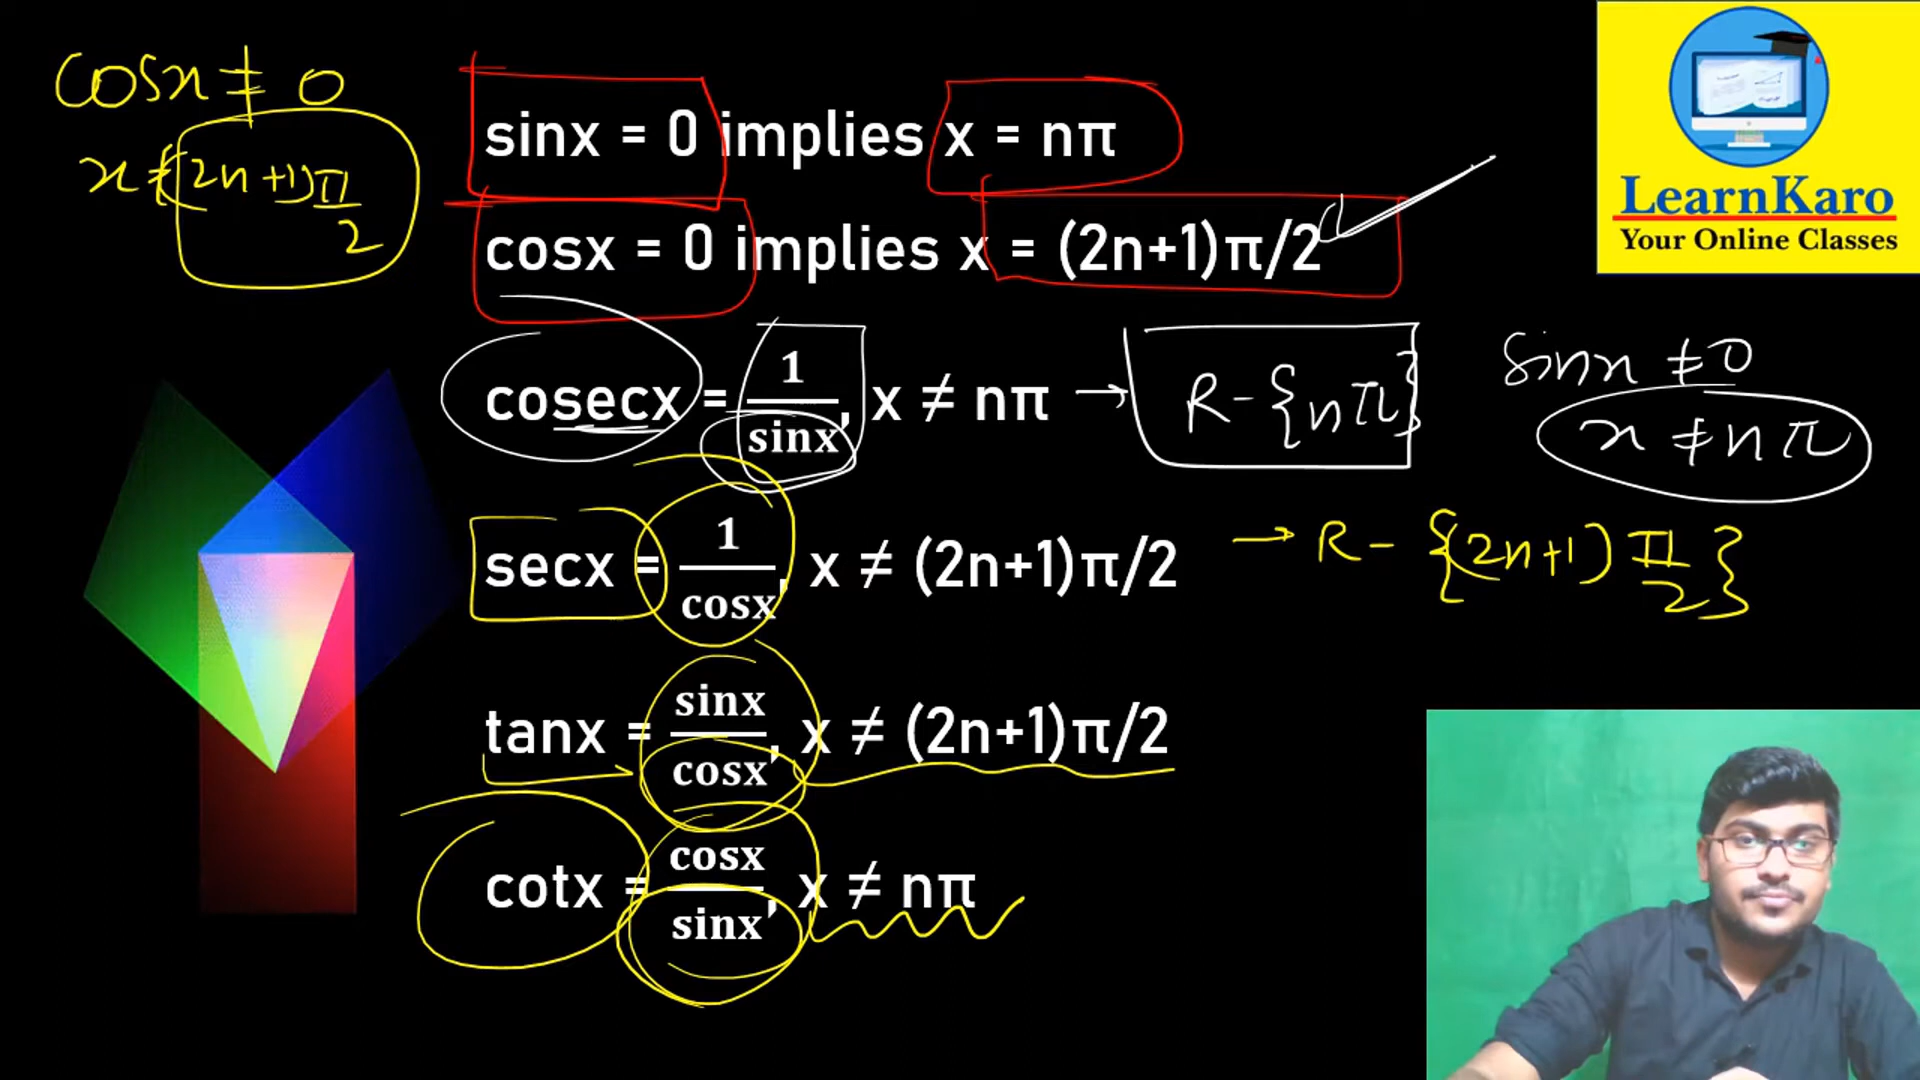 cosx ≠ 0
x ≠ (2n+1)π/2
sinx = 0 implies x = nπ
cosx = 0 implies x = (2n+1)π/2
LearnKaro
Your Online Classes
cosecx = 1/sinx, x ≠ nπ → R-{nπ}
sinx ≠ 0
x ≠ nπ
secx = 1/cosx, x ≠ (2n+1)π/2 → R- {(2n+1)π/2}
tanx = sinx/cosx, x ≠ (2n+1)π/2
cotx = cosx/sinx, x ≠ nπ